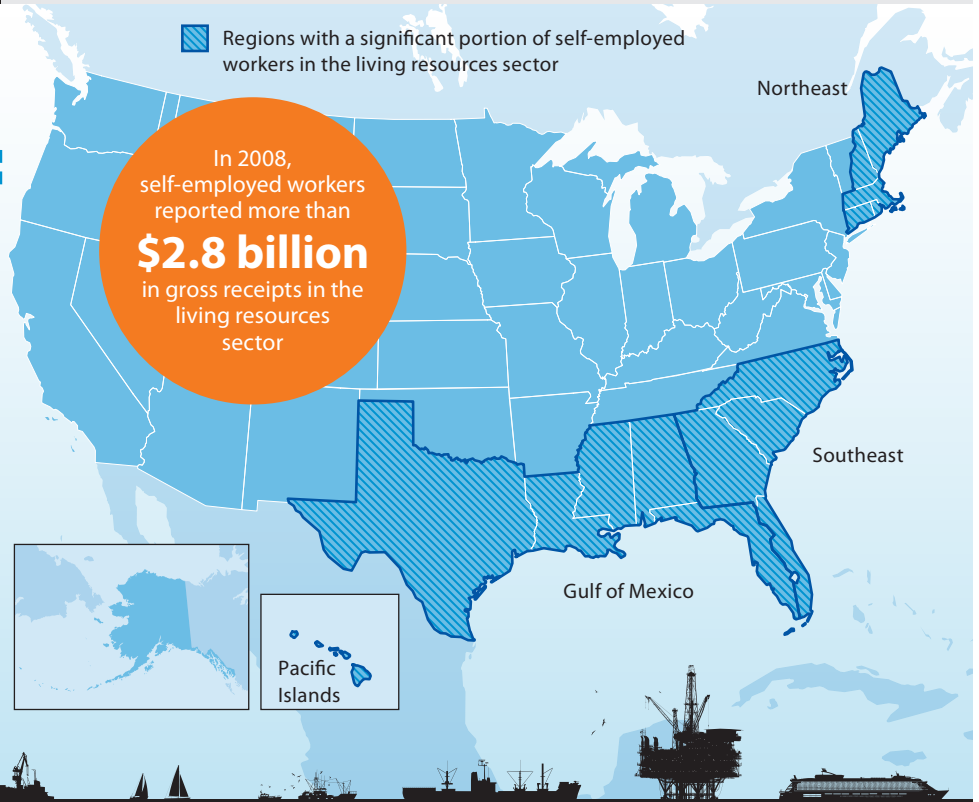 Regions with a significant portion of self-employed
workers in the living resources sector
Northeast
In 2008,
self-employed workers
reported more than
$2.8 billion
in gross receipts in the
living resources
sector
Southeast
Gulf of Mexico
Pacific
Islands